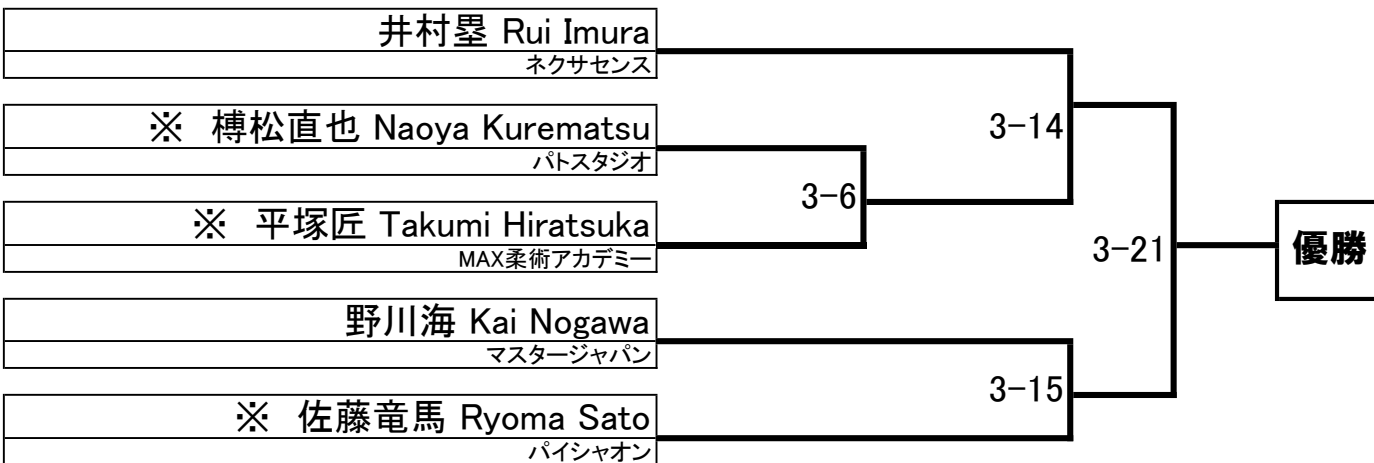 井村塁 Rui Imura
ネクサセンス
※ 榑松直也 Naoya Kurematsu
パトスタジオ
※ 平塚匠 Takumi Hiratsuka
MAX柔術アカデミー
野川海 Kai Nogawa
マスタージャパン
※ 佐藤竜馬 Ryoma Sato
パイシャオン
3-6
3-14
3-15
3-21
優勝